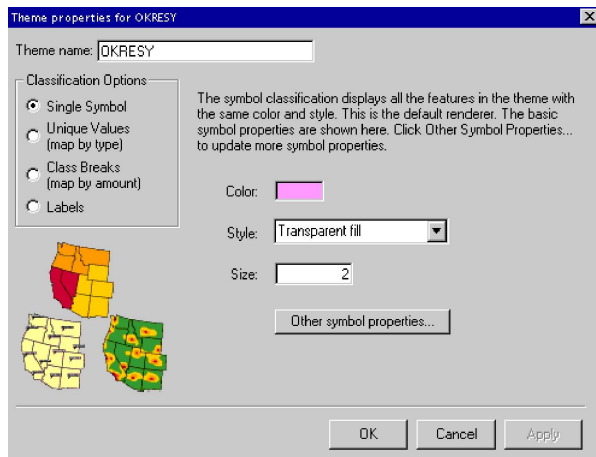 Theme properties for OKRESY
Theme name: OKRESY
Classification Options
Single Symbol
Unique Values
(map by type)
Class Breaks
(map by amount)
Labels
The symbol classification displays all the features in the theme with
the same color and style. This is the default renderer. The basic
symbol properties are shown here. Click Other Symbol Properties...
to update more symbol properties.
Color:
Style: Transparent fill
Size: 2
Other symbol properties...
OK Cancel Apply